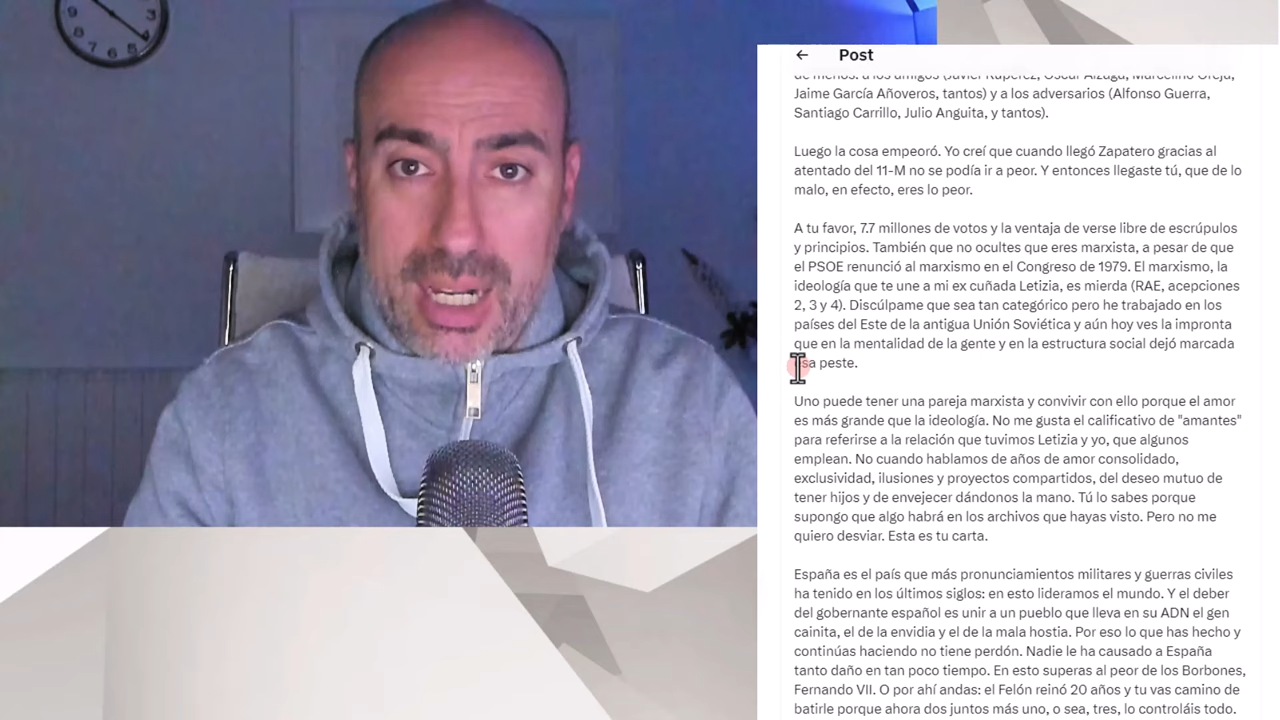 Post
de menos: a los amigos (Javier Rupérez, Óscar Alzaga, Marcelino Oreja,
Jaime García Añoveros, tantos) y a los adversarios (Alfonso Guerra,
Santiago Carrillo, Julio Anguita, y tantos).
Luego la cosa empeoró. Yo creí que cuando llegó Zapatero gracias al
atentado del 11-M no se podía ir a peor. Y entonces llegaste tú, que de lo
malo, en efecto, eres lo peor.
A tu favor, 7.7 millones de votos y la ventaja de verse libre de escrúpulos
y principios. También que no ocultes que eres marxista, a pesar de que
el PSOE renunció al marxismo en el Congreso de 1979. El marxismo, la
ideología que te une a mi ex cuñada Letizia, es mierda (RAE, acepciones
2, 3 y 4). Discúlpame que sea tan categórico pero he trabajado en los
países del Este de la antigua Unión Soviética y aún hoy ves la impronta
que en la mentalidad de la gente y en la estructura social dejó marcada
esa peste.
Uno puede tener una pareja marxista y convivir con ello porque el amor
es más grande que la ideología. No me gusta el calificativo de "amantes"
para referirse a la relación que tuvimos Letizia y yo, que algunos
emplean. No cuando hablamos de años de amor consolidado,
exclusividad, ilusiones y proyectos compartidos, del deseo mutuo de
tener hijos y de envejecer dándonos la mano. Tú lo sabes porque
supongo que algo habrá en los archivos que hayas visto. Pero no me
quiero desviar. Esta es tu carta.
España es el país que más pronunciamientos militares y guerras civiles
ha tenido en los últimos siglos: en esto lideramos el mundo. Y el deber
del gobernante español es unir a un pueblo que lleva en su ADN el gen
cainita, el de la envidia y el de la mala hostia. Por eso lo que has hecho y
continúas haciendo no tiene perdón. Nadie le ha causado a España
tanto daño en tan poco tiempo. En esto superas al peor de los Borbones,
Fernando VII. O por ahí andas: el Felón reinó 20 años y tu vas camino de
batirle porque ahora dos juntos más uno, o sea, tres, lo controláis todo.